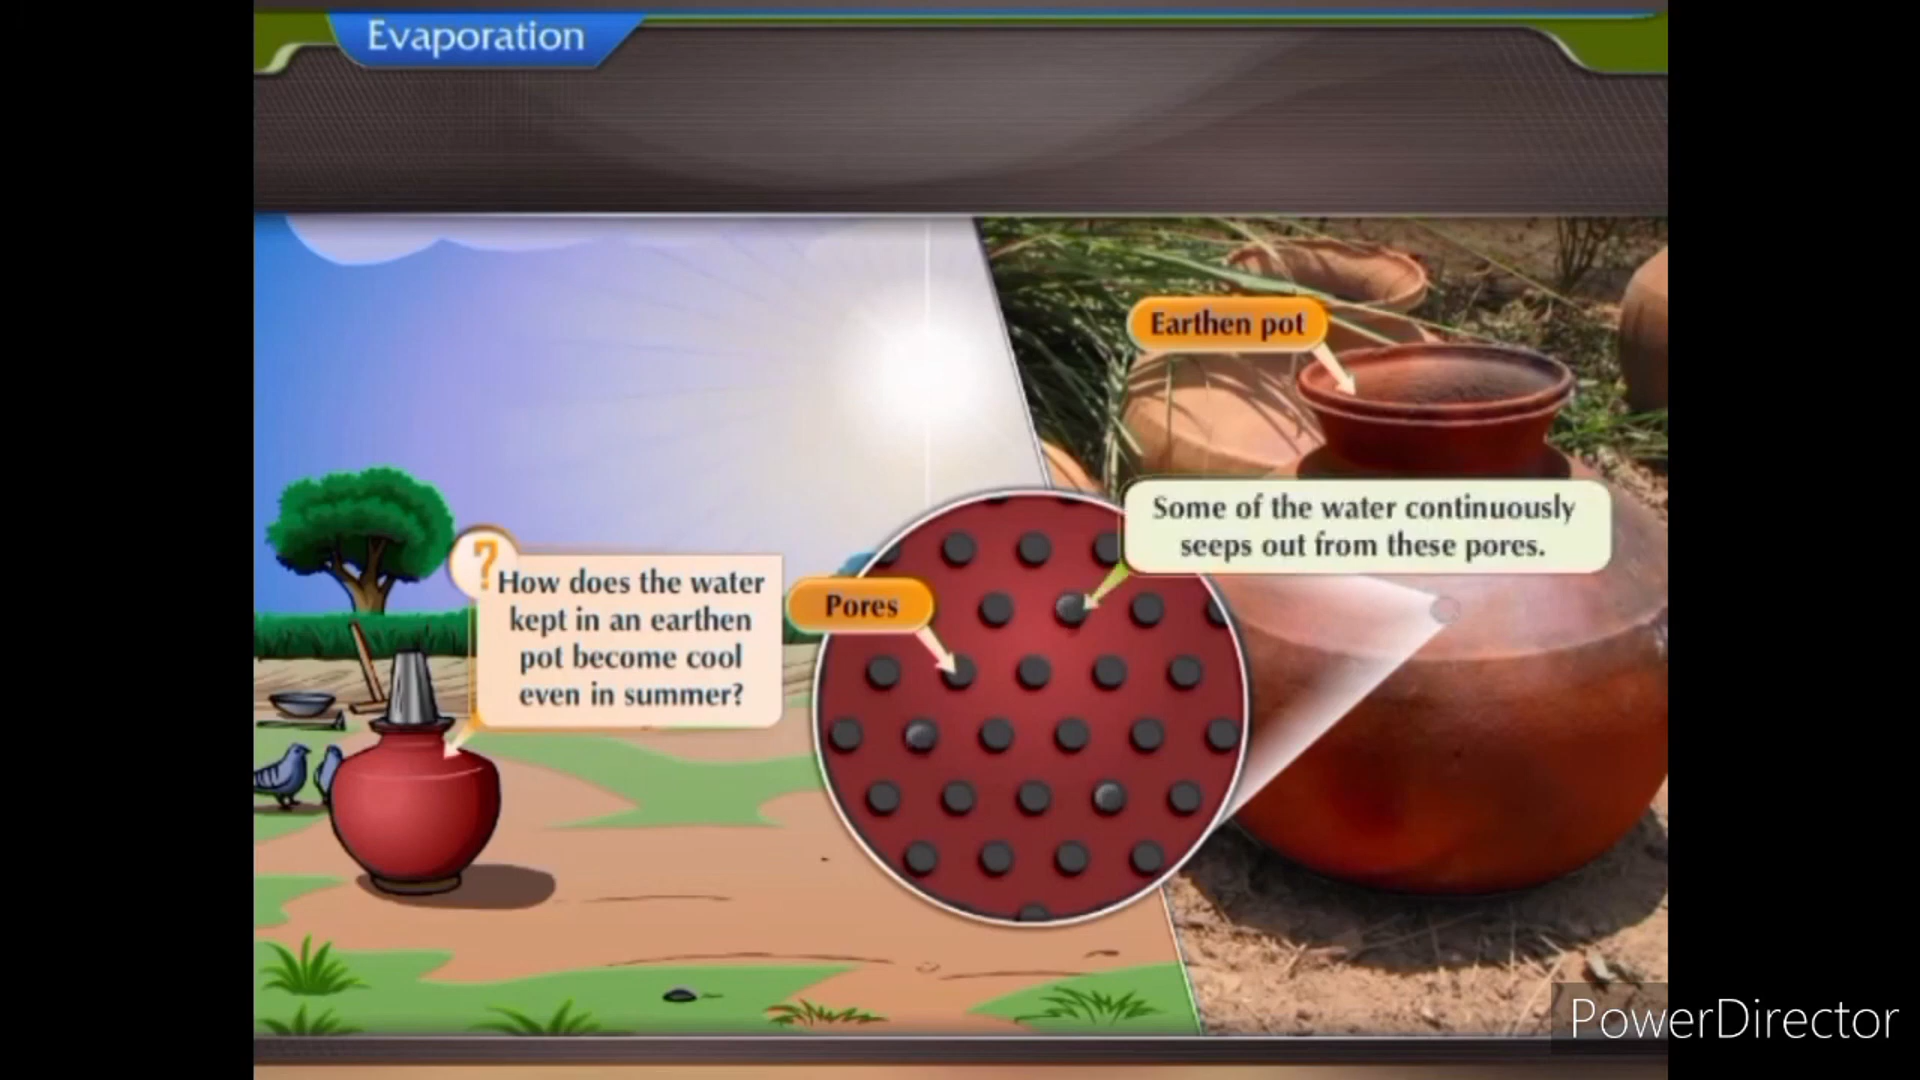 Evaporation
Earthen pot
Some of the water continuously
seeps out from these pores.
?
How does the water
kept in an earthen
pot become cool
even in summer?
Pores
PowerDirector